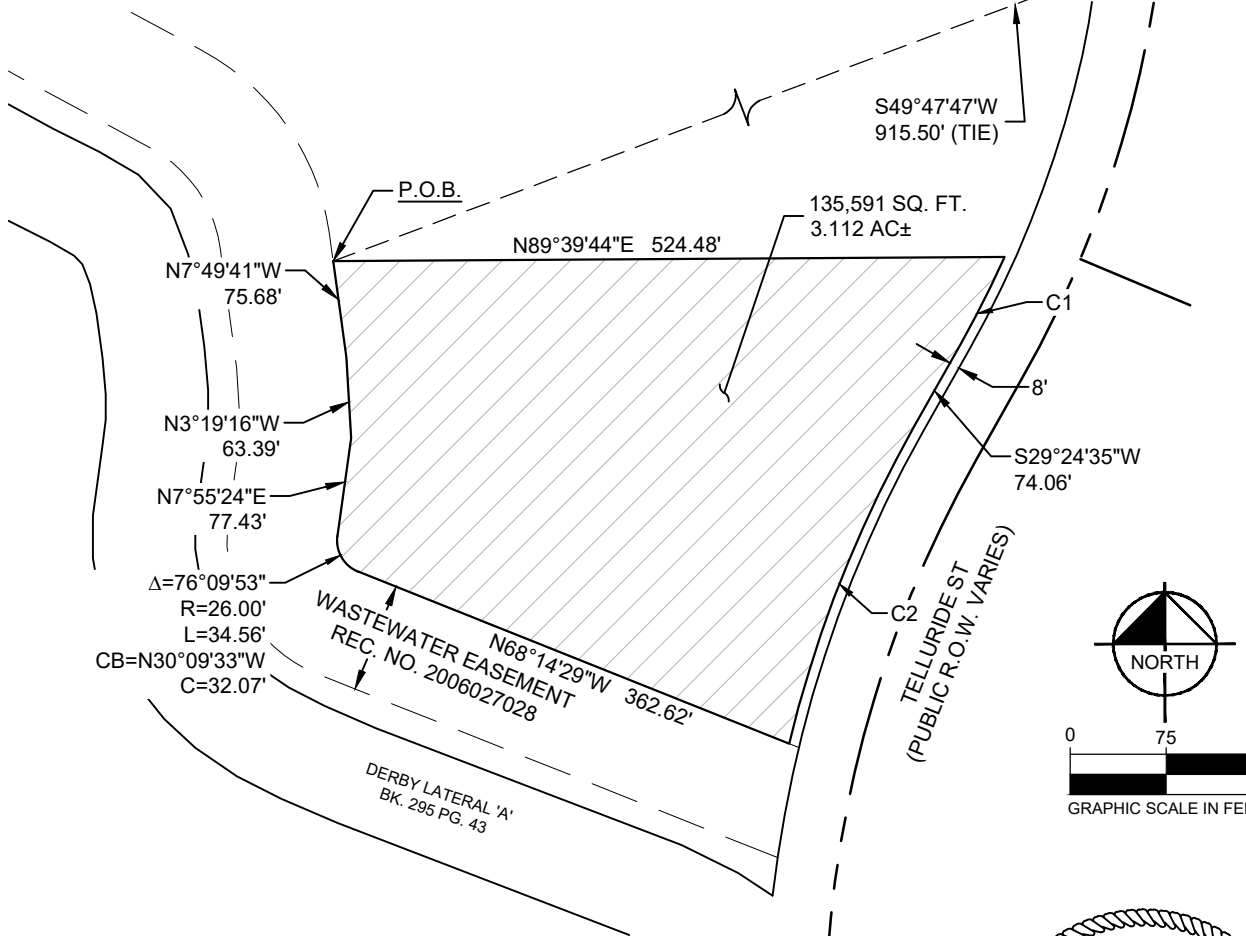 S49°47'47"W
915.50' (TIE)
P.O.B.
135,591 SQ. FT.
3.112 AC±
N89°39'44"E 524.48'
N7°49'41"W
75.68'
C1
8'
N3°19'16"W
63.39'
S29°24'35"W
74.06'
N7°55'24"E
77.43'
Δ=76°09'53"
R=26.00'
L=34.56'
CB=N30°09'33"W
C=32.07'
C2
WASTEWATER EASEMENT
REC. NO. 2006027028
N68°14'29"W 362.62'
TELLURIDE ST
(PUBLIC R.O.W. VARIES)
NORTH
0 75
GRAPHIC SCALE IN
DERBY LATERAL 'A'
BK. 295 PG. 43